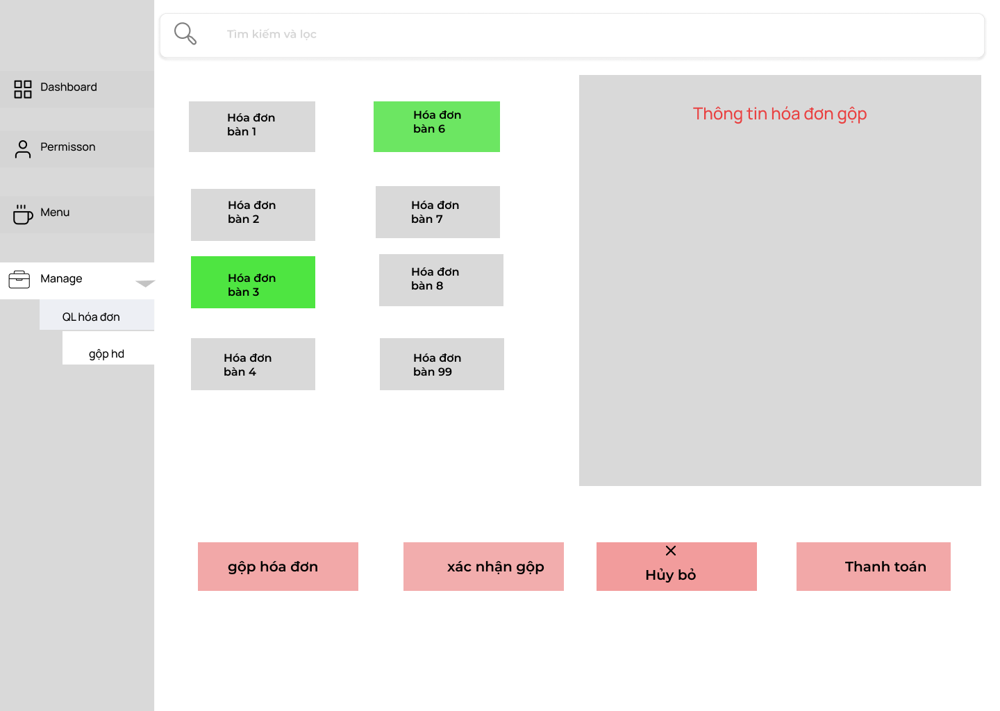 Tìm kiếm và lọc
Dashboard
Permisson
Menu
Manage
QL hóa đơn
gộp hd
Hóa đơn
bàn 1
Hóa đơn
bàn 6
Hóa đơn
bàn 2
Hóa đơn
bàn 7
Hóa đơn
bàn 3
Hóa đơn
bàn 8
Hóa đơn
bàn 4
Hóa đơn
bàn 99
Thông tin hóa đơn gộp
gộp hóa đơn
xác nhận gộp
Hủy bỏ
Thanh toán